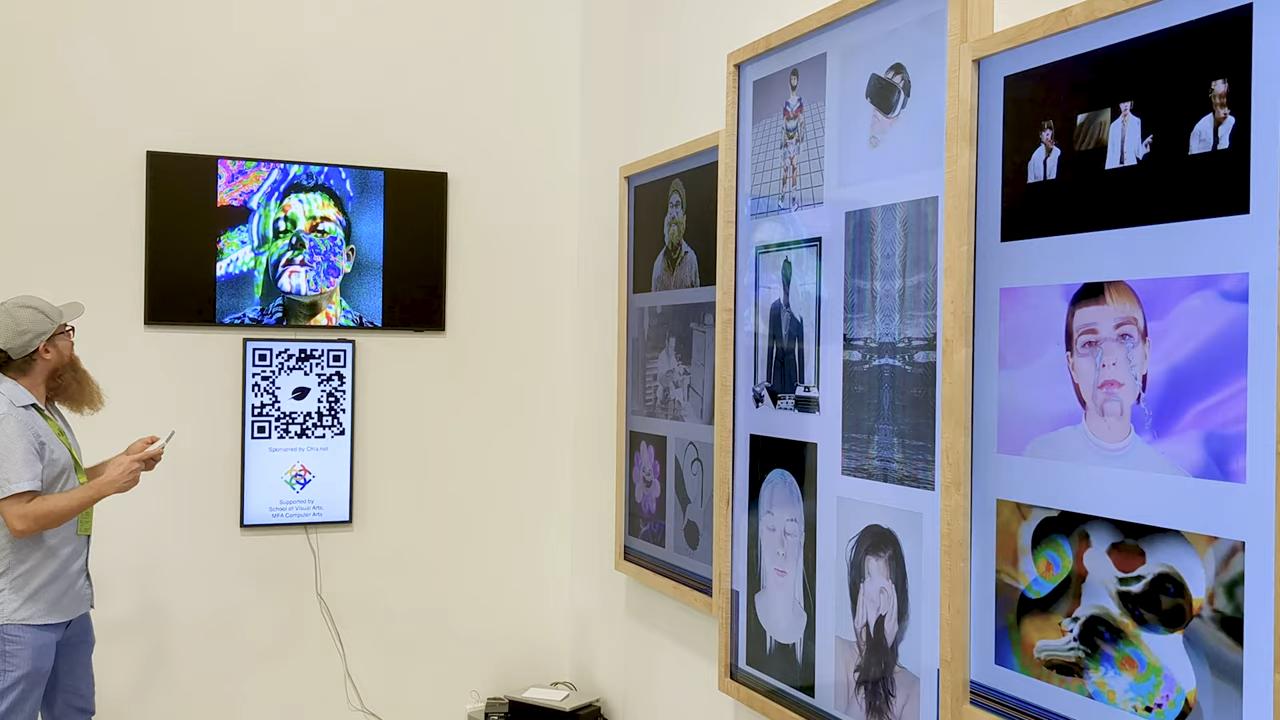 Sponsored by Chia.net
Supported by
School of Visual Arts,
MFA Computer Arts